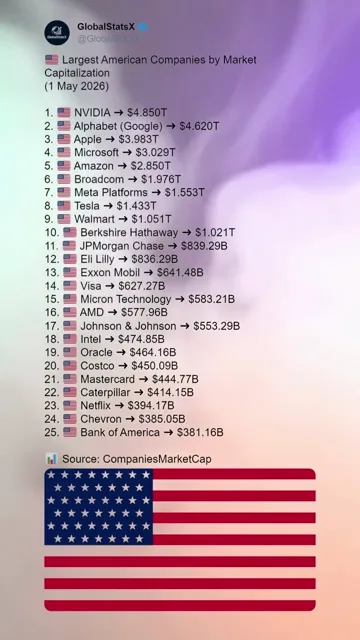 GlobalStatsX
@Glob
🇺🇸 Largest American Companies by Market
Capitalization
(1 May 2026)
1. 🇺🇸 NVIDIA ➜ $4.850T
2. 🇺🇸 Alphabet (Google) ➜ $4.620T
3. 🇺🇸 Apple ➜ $3.983T
4. 🇺🇸 Microsoft ➜ $3.029T
5. 🇺🇸 Amazon ➜ $2.850T
6. 🇺🇸 Broadcom ➜ $1.976T
7. 🇺🇸 Meta Platforms ➜ $1.553T
8. 🇺🇸 Tesla ➜ $1.433T
9. 🇺🇸 Walmart ➜ $1.051T
10. 🇺🇸 Berkshire Hathaway ➜ $1.021T
11. 🇺🇸 JPMorgan Chase ➜ $839.29B
12. 🇺🇸 Eli Lilly ➜ $836.29B
13. 🇺🇸 Exxon Mobil ➜ $641.48B
14. 🇺🇸 Visa ➜ $627.27B
15. 🇺🇸 Micron Technology ➜ $583.21B
16. 🇺🇸 AMD ➜ $577.96B
17. 🇺🇸 Johnson & Johnson ➜ $553.29B
18. 🇺🇸 Intel ➜ $474.85B
19. 🇺🇸 Oracle ➜ $464.16B
20. 🇺🇸 Costco ➜ $450.09B
21. 🇺🇸 Mastercard ➜ $444.77B
22. 🇺🇸 Caterpillar ➜ $414.15B
23. 🇺🇸 Netflix ➜ $394.17B
24. 🇺🇸 Chevron ➜ $385.05B
25. 🇺🇸 Bank of America ➜ $381.16B
📊 Source: CompaniesMarketCap